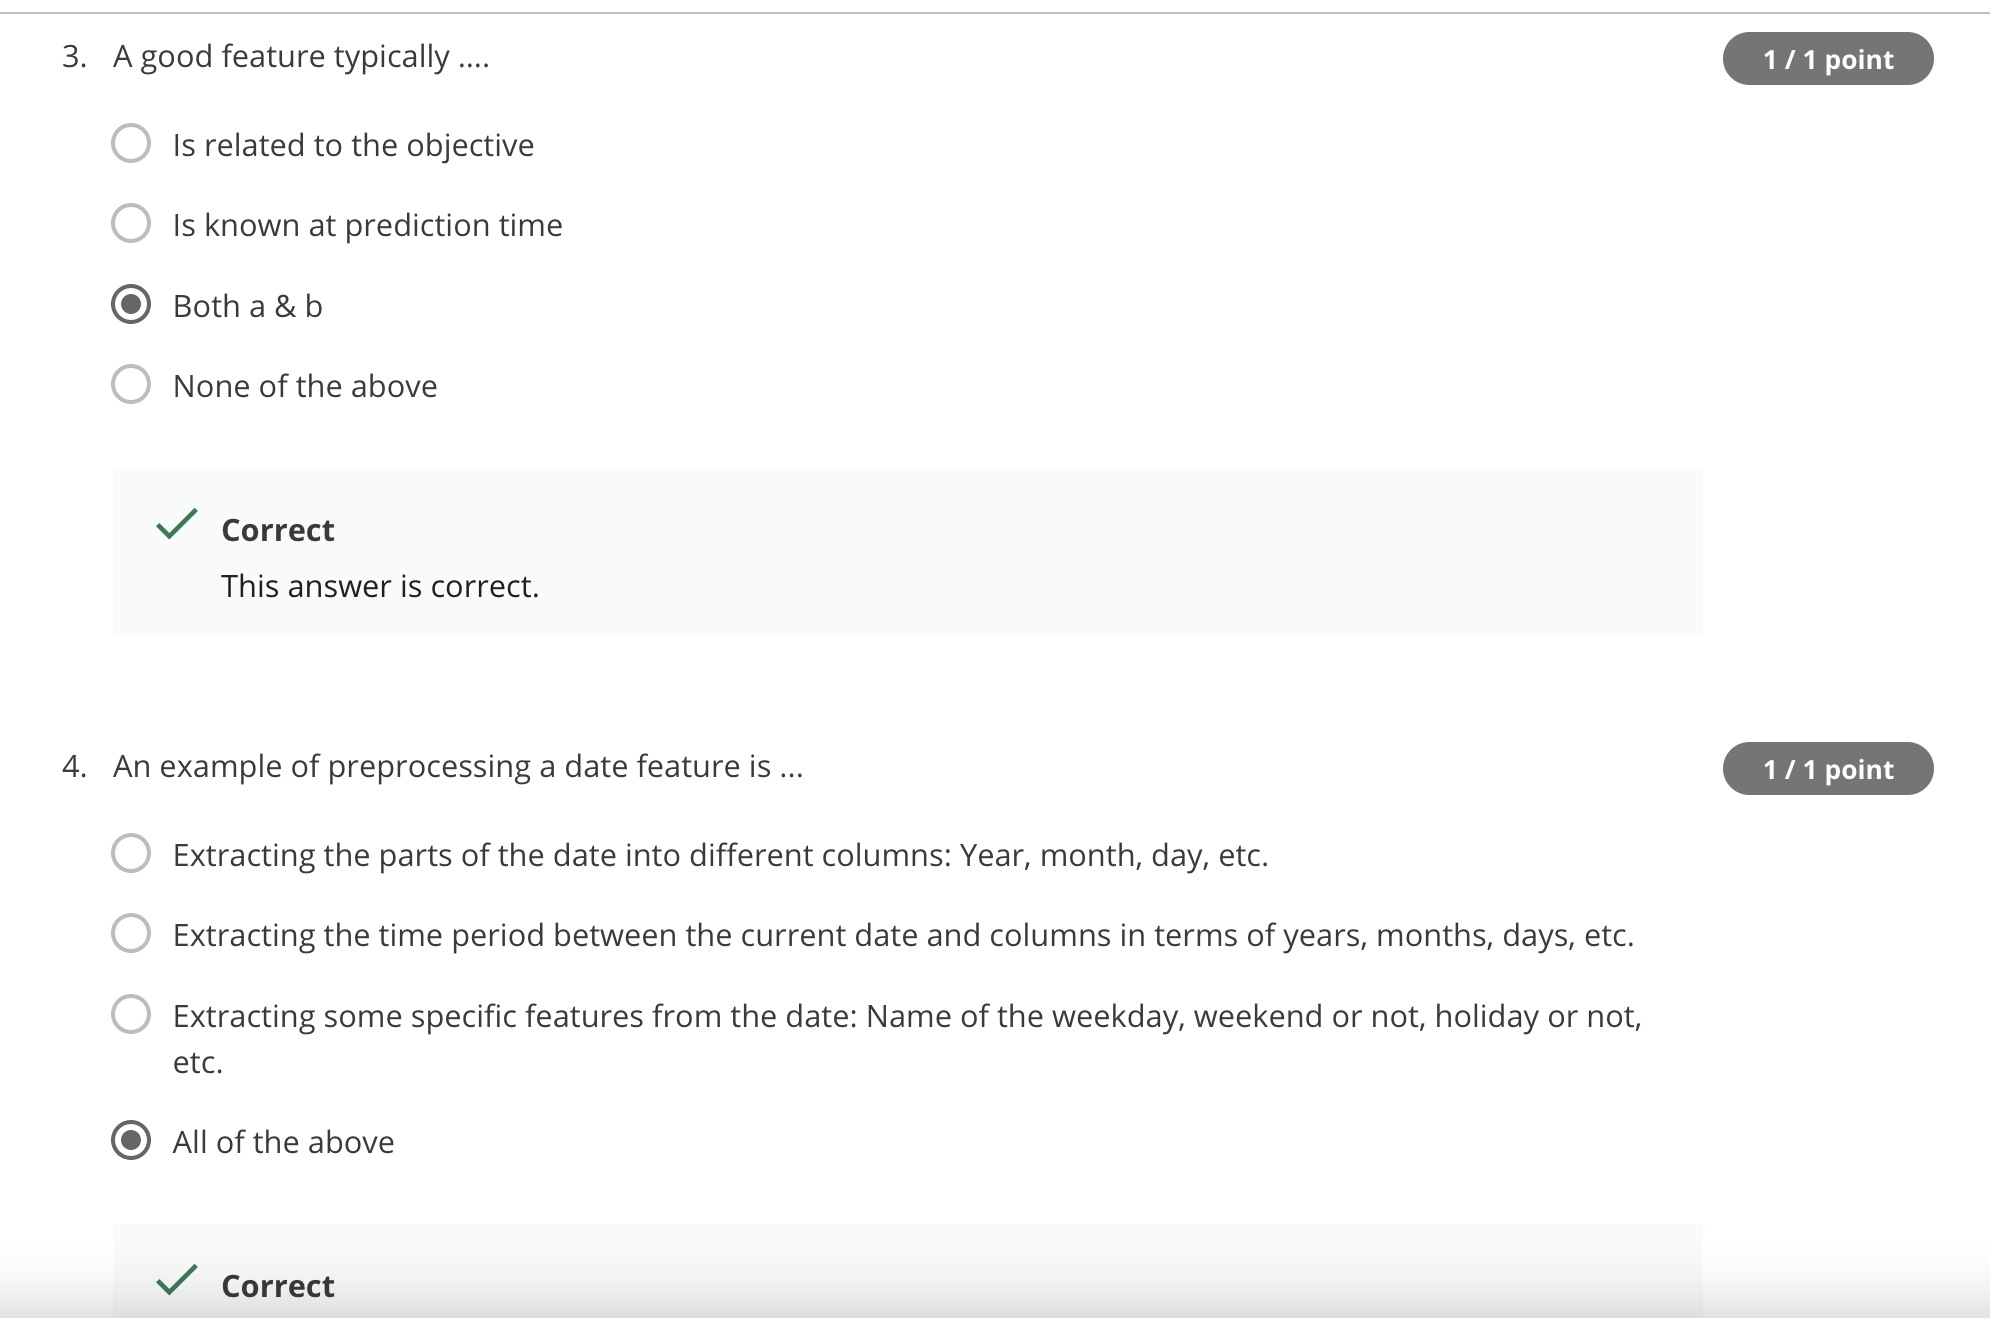 3. A good feature typically .... 1 / 1 point
Is related to the objective
Is known at prediction time
Both a & b
None of the above
Correct
This answer is correct.
4. An example of preprocessing a date feature is ... 1 / 1 point
Extracting the parts of the date into different columns: Year, month, day, etc.
Extracting the time period between the current date and columns in terms of years, months, days, etc.
Extracting some specific features from the date: Name of the weekday, weekend or not, holiday or not,
etc.
All of the above
Correct